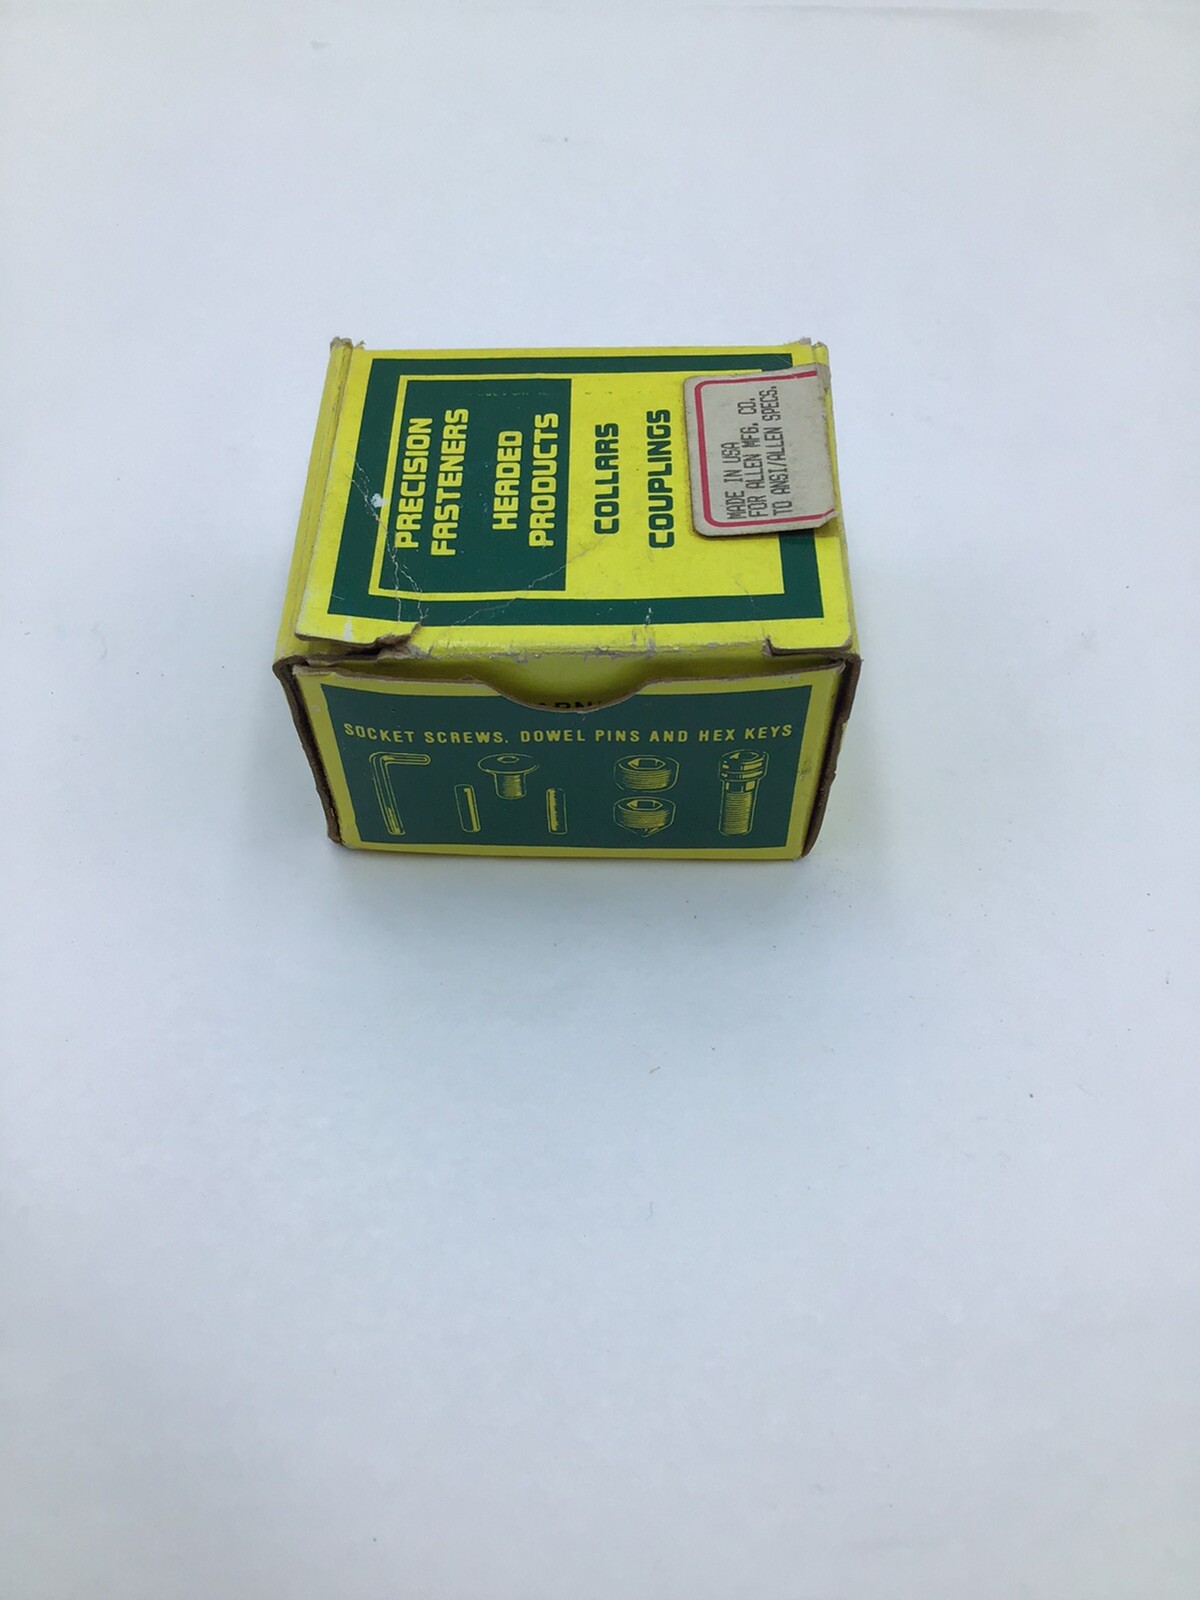 PRECISION
FASTENERS
HEADED
PRODUCTS
COLLARS
COUPLINGS
MADE IN USA
FOR ALLEN MFG. CO.
TO ANSI/ALLEN SPECS.
SOCKET SCREWS, DOWEL PINS AND HEX KEYS